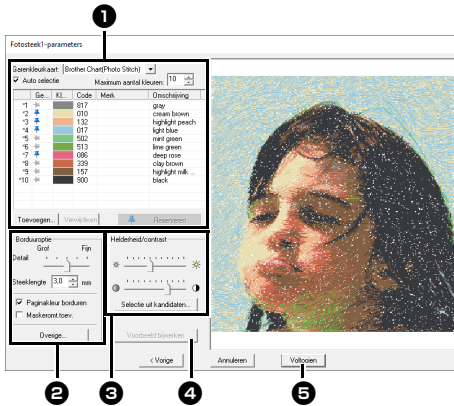 1
Fotosteek1-parameters
Garenkleurkaart: Brother Chart(Photo Stitch)
Auto selectie Maximum aantal kleuren: 10
Ge... Kl... Code Merk Omschrijving
*1 817 gray
*2 010 cream brown
*3 132 highlight peach
*4 017 light blue
*5 502 mint green
*6 513 lime green
*7 086 deep rose
*8 339 clay brown
*9 157 highlight milk ...
*10 900 black
Toevoegen... Verwijderen Reserveren
Borduuroptie
Grof Fijn
Detail
Steeklengte 3,0 mm
Paginakleur borduren
Maskeromt.toev.
Overige...
Helderheid/contrast
Selectie uit kandidaten...
Voorbeeld bijwerken
< Vorige Annuleren Voltooien
2 3 4 5